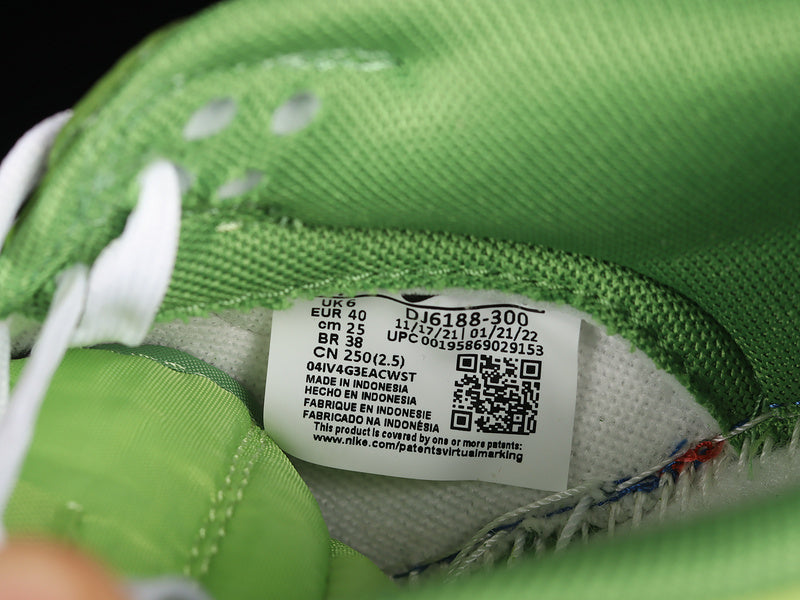 UK 6
EUR 40
cm 25
BR 38
CN 250(2.5)
DJ6188-300
11/17/21| 01/21/22
UPC 00195869029153
04IV4G3EACWST
MADE IN INDONESIA
HECHO EN INDONESIA
FABRIQUE EN INDONESIE
FABRICADO NA INDONÉSIA
This product is covered by one or more patents:
www.nike.com/patentsvirtualmarking